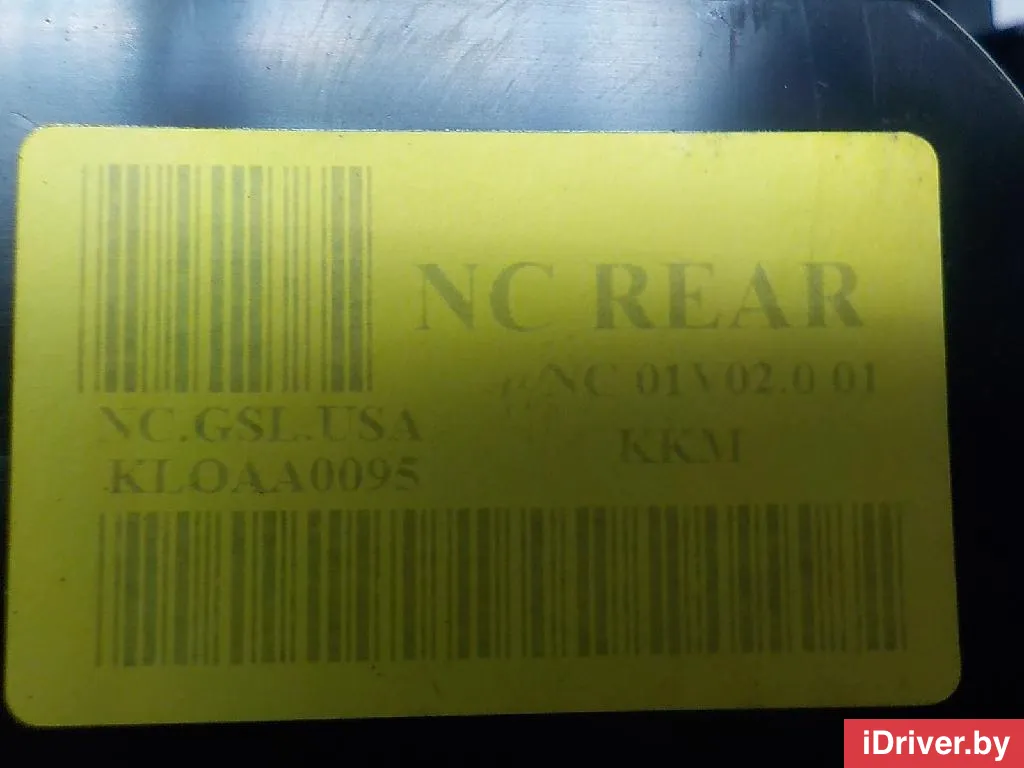 NC REAR
NC 01V02.0 01
NC.GSL.USA
KKM
KLOAA0095
iDriver.by